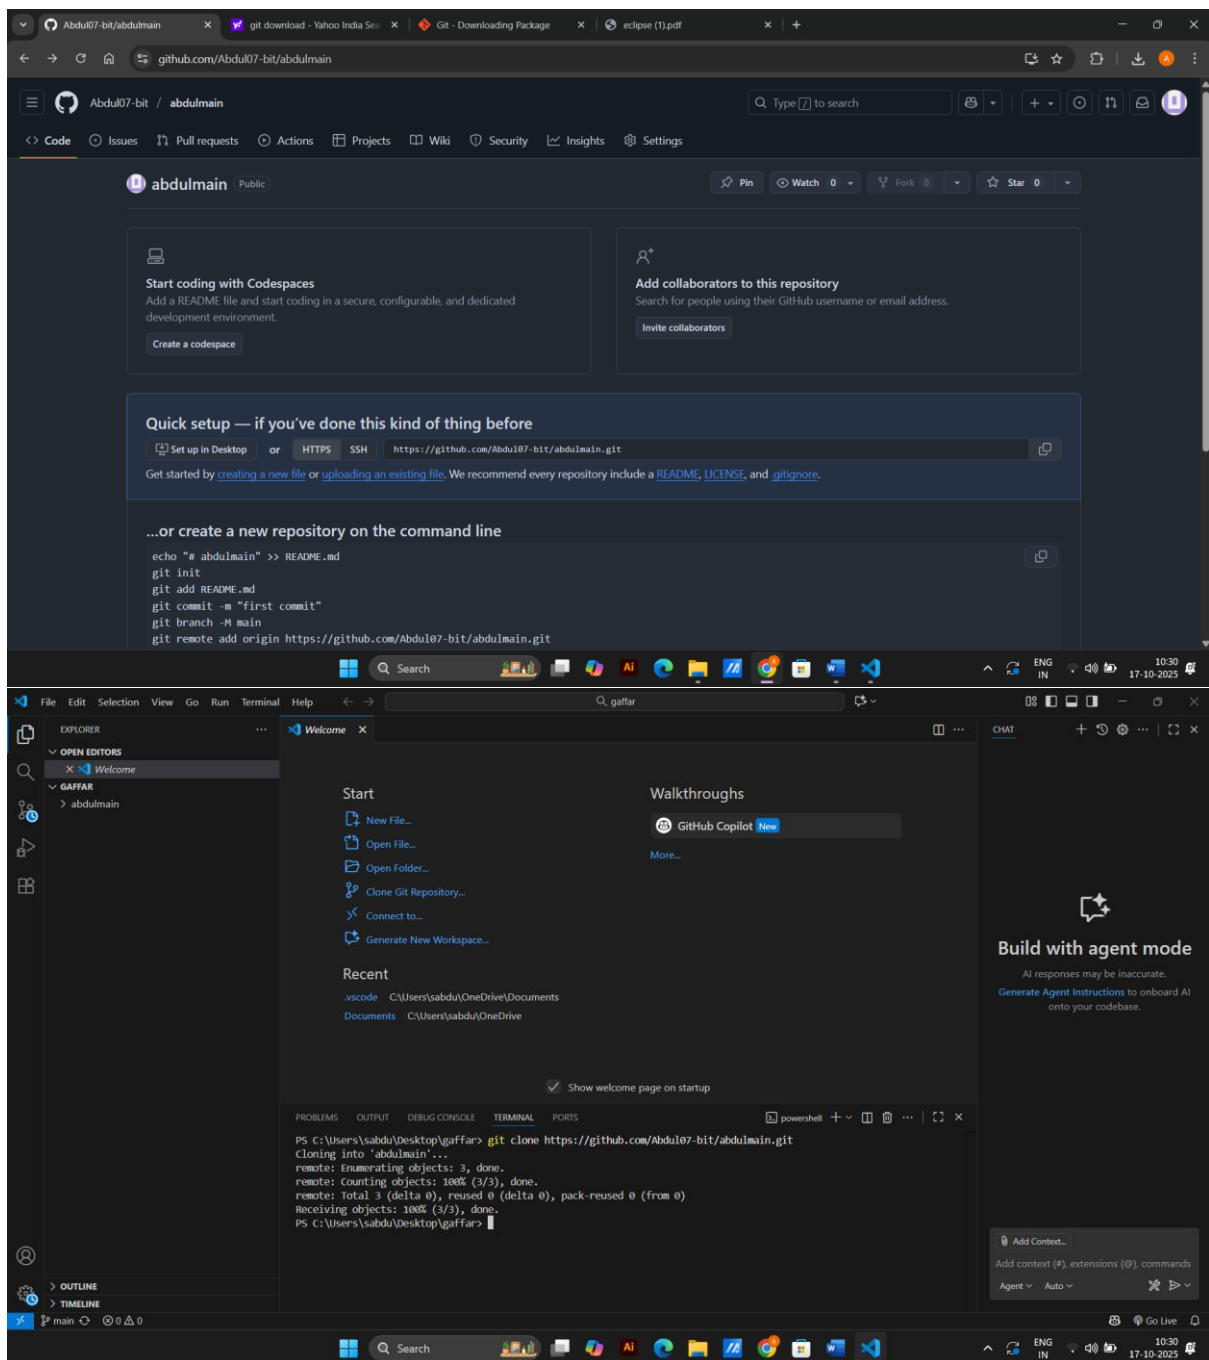 Abdul07-bit/abdulmain
git download - Yahoo India Sea
Git - Downloading Package
eclipse (1).pdf
github.com/Abdul07-bit/abdulmain
Abdul07-bit / abdulmain
Type / to search
Code Issues Pull requests Actions Projects Wiki Security Insights Settings
abdulmain Public
Pin Watch 0 Fork 0 Star 0
Start coding with Codespaces
Add a README file and start coding in a secure, configurable, and dedicated
development environment.
Create a codespace
Add collaborators to this repository
Search for people using their GitHub username or email address.
Invite collaborators
Quick setup — if you've done this kind of thing before
Set up in Desktop or HTTPS SSH https://github.com/Abdul07-bit/abdulmain.git
Get started by creating a new file or uploading an existing file. We recommend every repository include a README, LICENSE, and .gitignore.
...or create a new repository on the command line
echo "# abdulmain" >> README.md
git init
git add README.md
git commit -m "first commit"
git branch -M main
git remote add origin https://github.com/Abdul07-bit/abdulmain.git
Search
Ai
ENG
IN
10:30
17-10-2025
File Edit Selection View Go Run Terminal Help
gaffar
EXPLORER
OPEN EDITORS
Welcome
GAFFAR
abdulmain
OUTLINE
TIMELINE
Welcome
Start
New File...
Open File...
Open Folder...
Clone Git Repository...
Connect to...
Generate New Workspace...
Recent
.vscode C:\Users\sabdu\OneDrive\Documents
Documents C:\Users\sabdu\OneDrive
Walkthroughs
GitHub Copilot New
More...
Show welcome page on startup
PROBLEMS OUTPUT DEBUG CONSOLE TERMINAL PORTS
powershell
PS C:\Users\sabdu\Desktop\gaffar> git clone https://github.com/Abdul07-bit/abdulmain.git
Cloning into 'abdulmain'...
remote: Enumerating objects: 3, done.
remote: Counting objects: 100% (3/3), done.
remote: Total 3 (delta 0), reused 0 (delta 0), pack-reused 0 (from 0)
Receiving objects: 100% (3/3), done.
PS C:\Users\sabdu\Desktop\gaffar>
CHAT
Build with agent mode
AI responses may be inaccurate.
Generate Agent Instructions to onboard AI
onto your codebase.
Add Context...
Add context (#), extensions (@), commands
Agent Auto
main 0 0
Go Live
Search
Ai
ENG
IN
10:30
17-10-2025